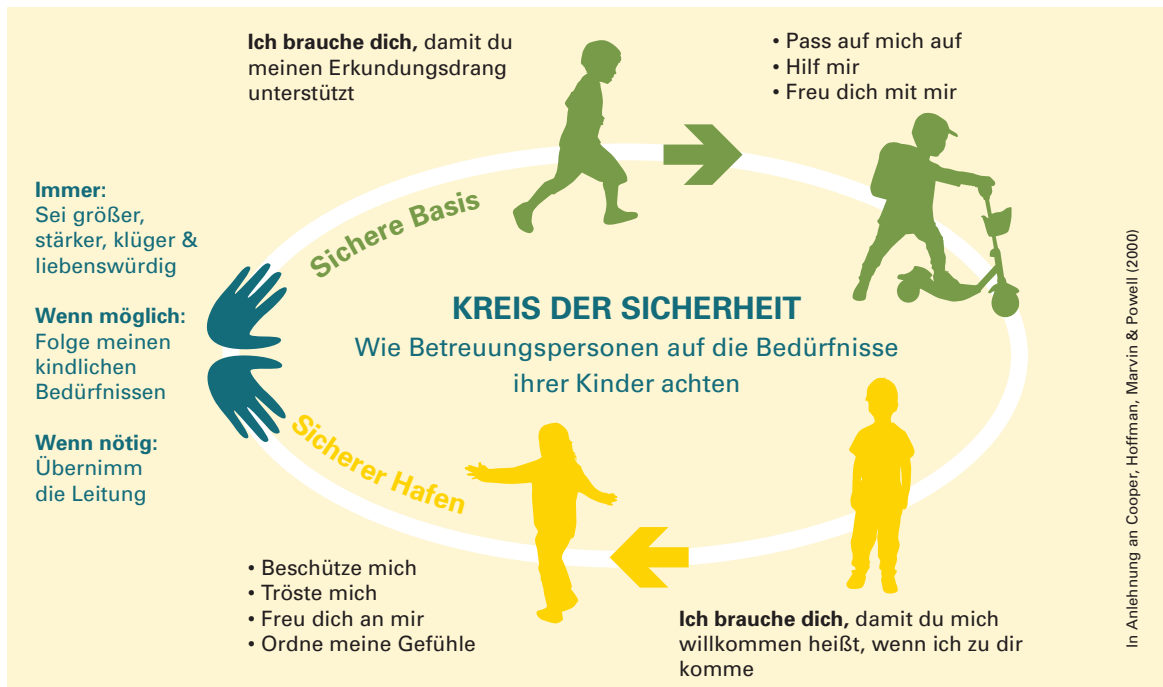 Ich brauche dich, damit du
meinen Erkundungsdrang
unterstützt
• Pass auf mich auf
• Hilf mir
• Freu dich mit mir
Immer:
Sei größer,
stärker, klüger &
liebenswürdig
Wenn möglich:
Folge meinen
kindlichen
Bedürfnissen
Wenn nötig:
Übernimm
die Leitung
Sichere Basis
KREIS DER SICHERHEIT
Wie Betreuungspersonen auf die Bedürfnisse
ihrer Kinder achten
Sicherer Hafen
• Beschütze mich
• Tröste mich
• Freu dich an mir
• Ordne meine Gefühle
Ich brauche dich, damit du mich
willkommen heißt, wenn ich zu dir
komme
In Anlehnung an Cooper, Hoffman, Marvin & Powell (2000)